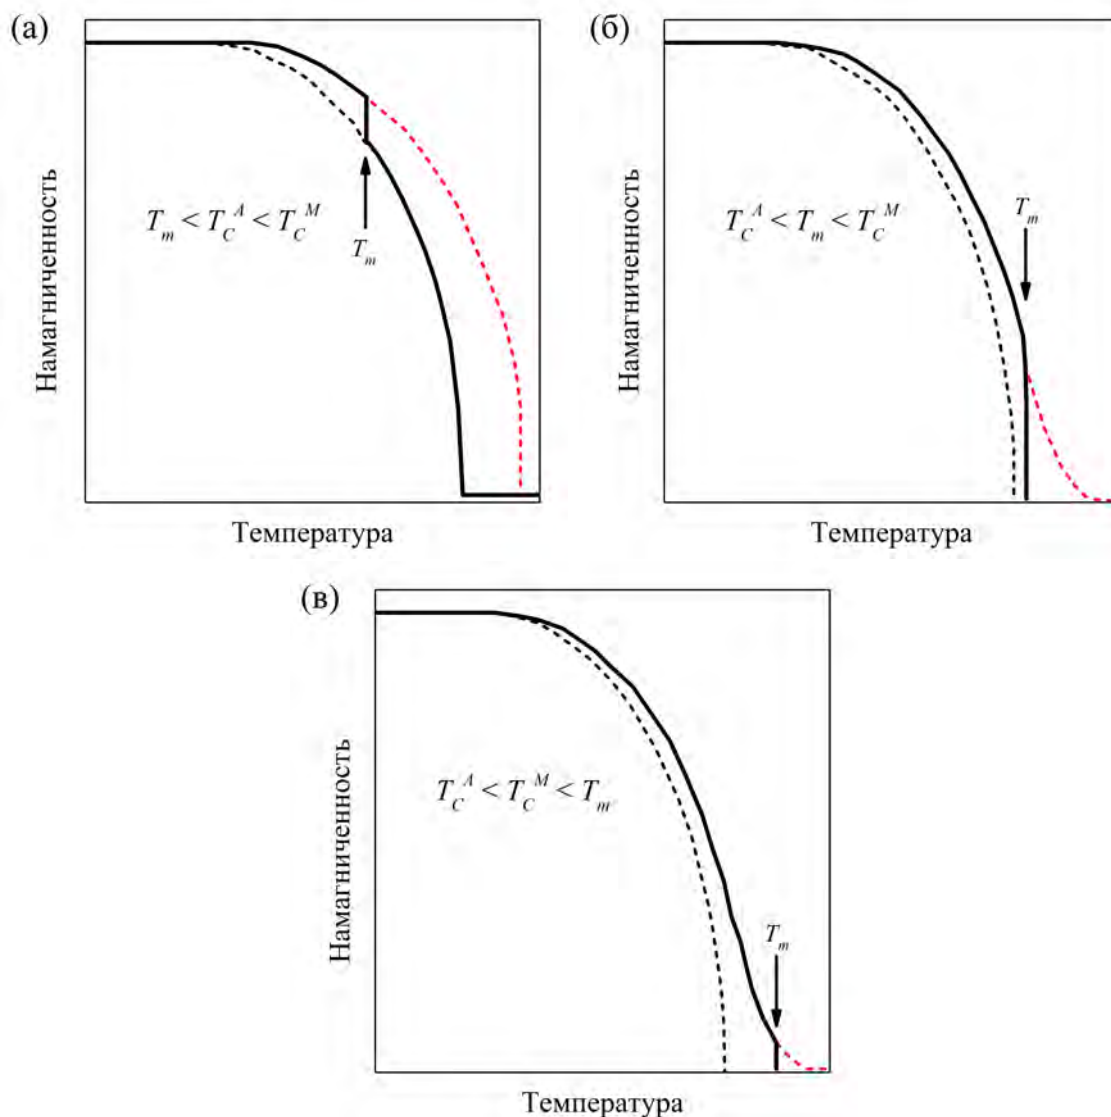 (а)
Намагниченность
T_m < T_C^A < T_C^M
T_m
Температура
(б)
Намагниченность
T_C^A < T_m < T_C^M
T_m
Температура
(в)
Намагниченность
T_C^A < T_C^M < T_m
T_m
Температура